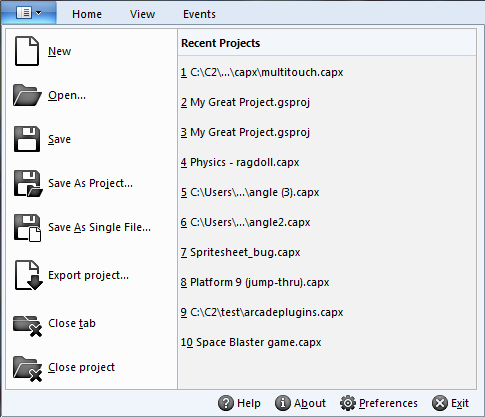 Home View Events
New
Open...
Save
Save As Project...
Save As Single File...
Export project...
Close tab
Close project
Recent Projects
1 C:\C2\...\capx\multitouch.capx
2 My Great Project.gsproj
3 My Great Project.gsproj
4 Physics - ragdoll.capx
5 C:\Users\...\angle (3).capx
6 C:\Users\...\angle2.capx
7 Spritesheet_bug.capx
8 Platform 9 (jump-thru).capx
9 C:\C2\test\arcadeplugins.capx
10 Space Blaster game.capx
Help About Preferences Exit